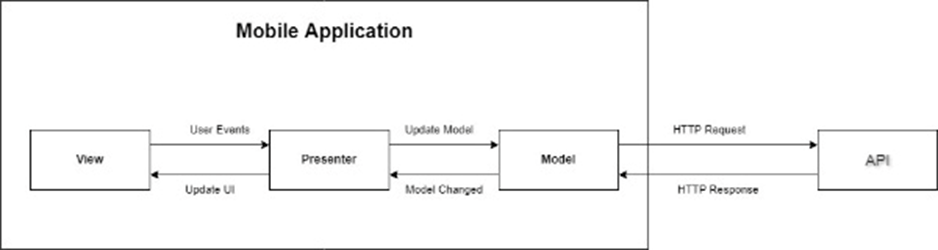 Mobile Application
User Events
Update Model
HTTP Request
View
Presenter
Model
API
Update UI
Model Changed
HTTP Response